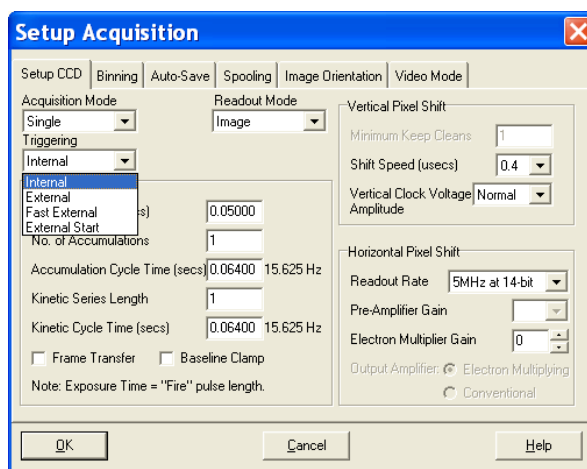 Setup Acquisition
Setup CCD Binning Auto-Save Spooling Image Orientation Video Mode
Acquisition Mode
Single
Readout Mode
Image
Triggering
Internal
Internal
External
Fast External
External Start
s) 0.05000
No. of Accumulations 1
Accumulation Cycle Time (secs) 0.06400 15.625 Hz
Kinetic Series Length 1
Kinetic Cycle Time (secs) 0.06400 15.625 Hz
Frame Transfer Baseline Clamp
Note: Exposure Time = "Fire" pulse length.
Vertical Pixel Shift
Minimum Keep Cleans 1
Shift Speed (usecs) 0.4
Vertical Clock Voltage Normal
Amplitude
Horizontal Pixel Shift
Readout Rate 5MHz at 14-bit
Pre-Amplifier Gain
Electron Multiplier Gain 0
Output Amplifier: Electron Multiplying
Conventional
OK Cancel Help